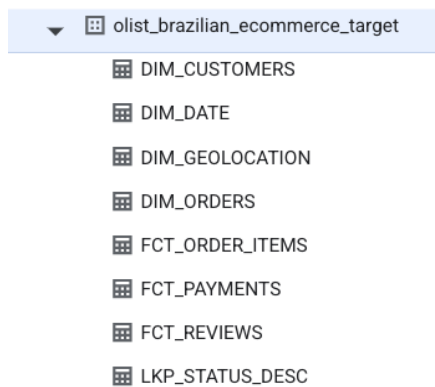 olist_brazilian_ecommerce_target
DIM_CUSTOMERS
DIM_DATE
DIM_GEOLOCATION
DIM_ORDERS
FCT_ORDER_ITEMS
FCT_PAYMENTS
FCT_REVIEWS
LKP_STATUS_DESC